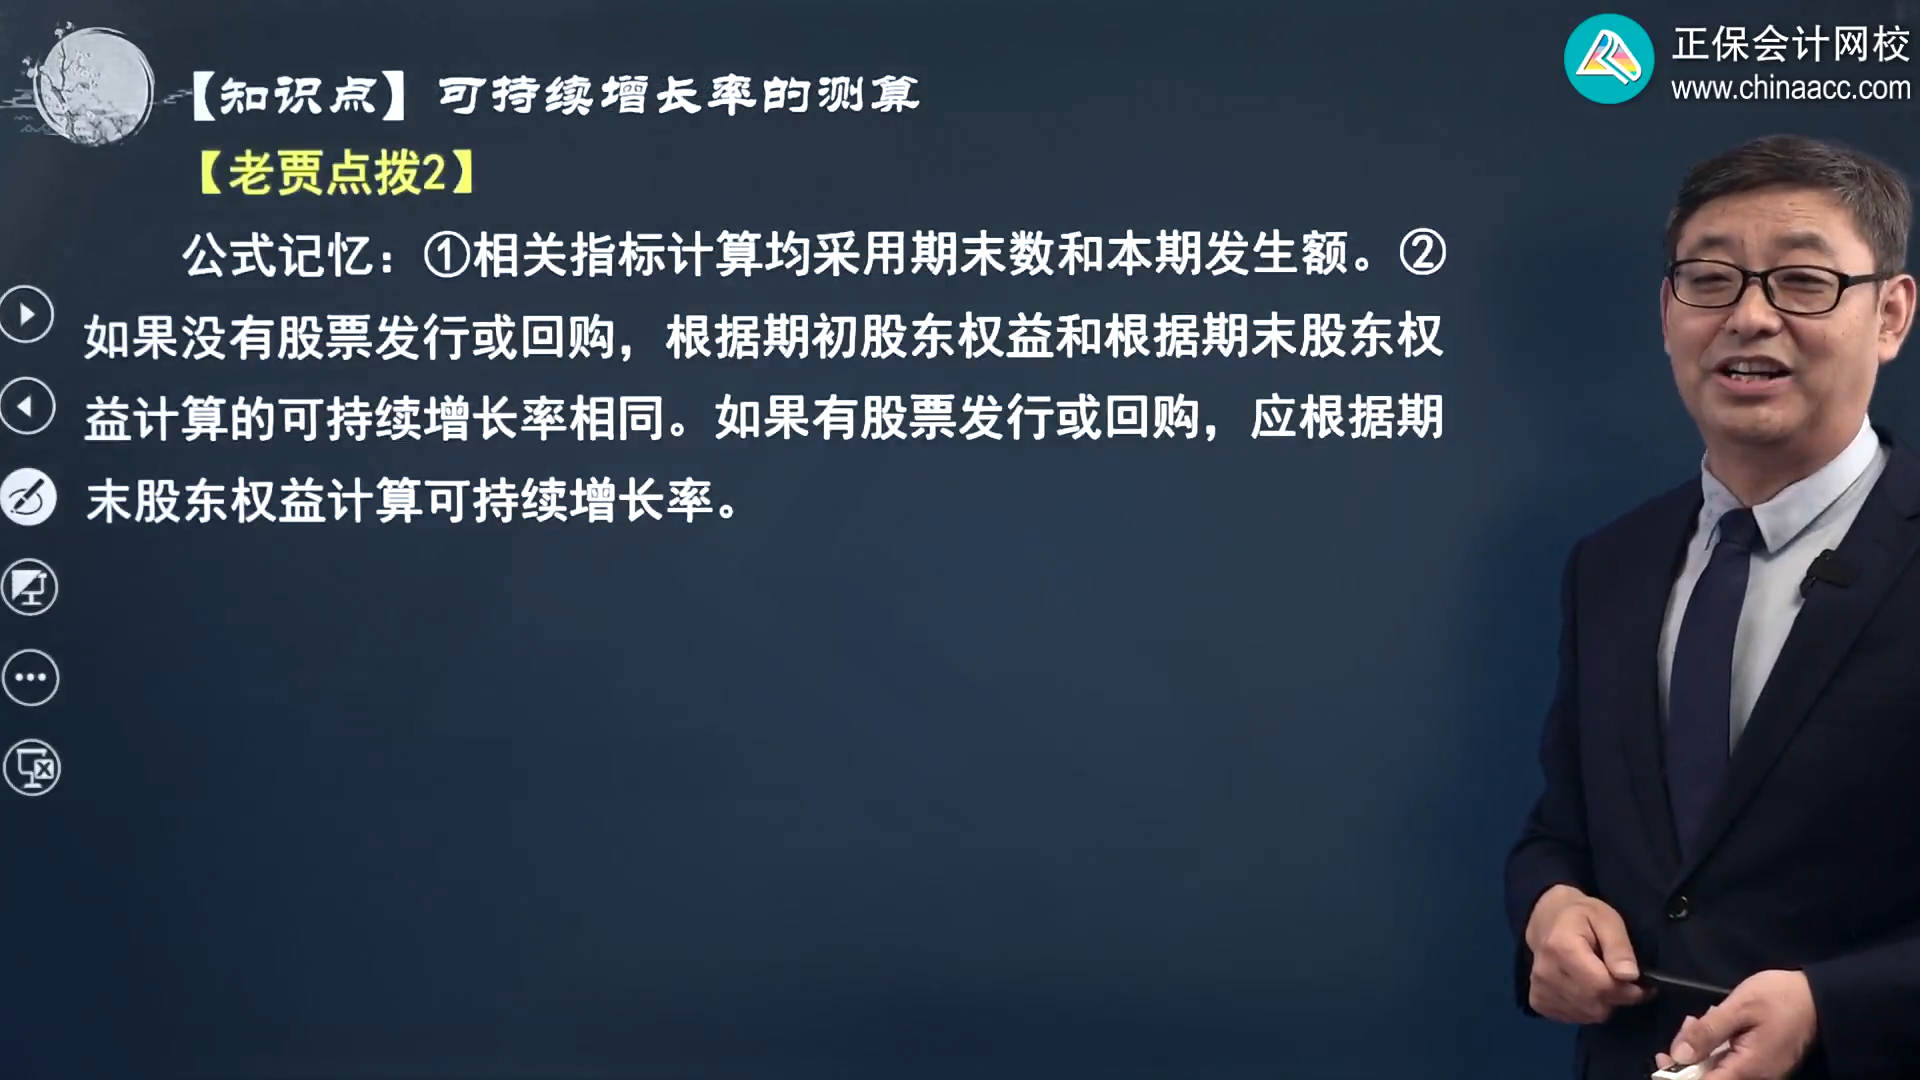 正保会计网校
www.chinaacc.com
【知识点】可持续增长率的测算
【老贾点拨2】
公式记忆：①相关指标计算均采用期末数和本期发生额。②
如果没有股票发行或回购，根据期初股东权益和根据期末股东权
益计算的可持续增长率相同。如果有股票发行或回购，应根据期
末股东权益计算可持续增长率。